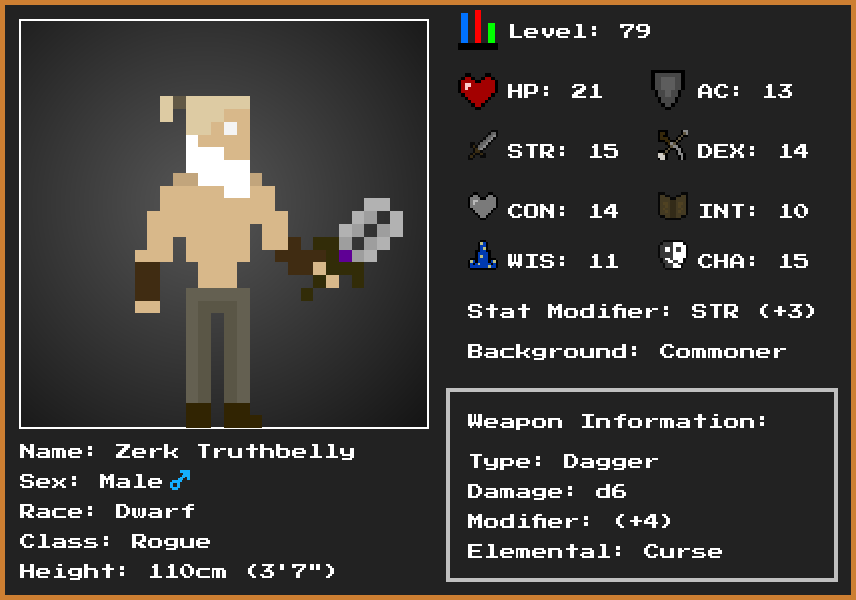 Level: 79
HP: 21 AC: 13
STR: 15 DEX: 14
CON: 14 INT: 10
WIS: 11 CHA: 15
Stat Modifier: STR (+3)
Background: Commoner
Weapon Information:
Type: Dagger
Damage: d6
Modifier: (+4)
Elemental: Curse
Name: Zerk Truthbelly
Sex: Male ♂
Race: Dwarf
Class: Rogue
Height: 110cm (3'7")